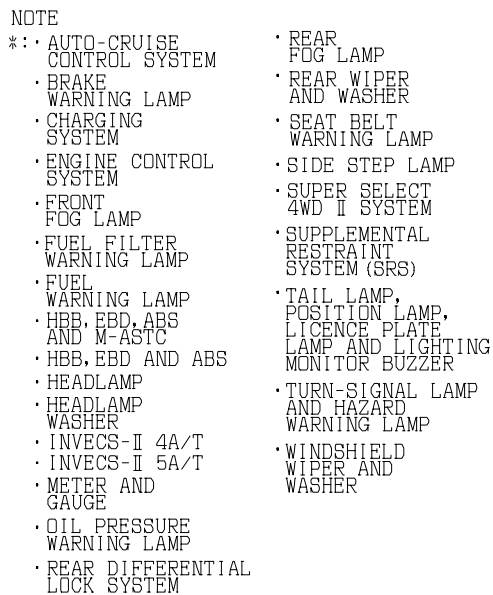 NOTE
*:・AUTO-CRUISE
CONTROL SYSTEM
・BRAKE
WARNING LAMP
・CHARGING
SYSTEM
・ENGINE CONTROL
SYSTEM
・FRONT
FOG LAMP
・FUEL FILTER
WARNING LAMP
・FUEL
WARNING LAMP
・HBB, EBD, ABS
AND M-ASTC
・HBB, EBD AND ABS
・HEADLAMP
・HEADLAMP
WASHER
・INVECS-Ⅱ 4A/T
・INVECS-Ⅱ 5A/T
・METER AND
GAUGE
・OIL PRESSURE
WARNING LAMP
・REAR DIFFERENTIAL
LOCK SYSTEM
・REAR
FOG LAMP
・REAR WIPER
AND WASHER
・SEAT BELT
WARNING LAMP
・SIDE STEP LAMP
・SUPER SELECT
4WD Ⅱ SYSTEM
・SUPPLEMENTAL
RESTRAINT
SYSTEM (SRS)
・TAIL LAMP,
POSITION LAMP,
LICENCE PLATE
LAMP AND LIGHTING
MONITOR BUZZER
・TURN-SIGNAL LAMP
AND HAZARD
WARNING LAMP
・WINDSHIELD
WIPER AND
WASHER